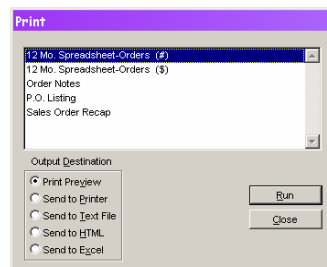 Print
12 Mo. Spreadsheet-Orders (#)
12 Mo. Spreadsheet-Orders ($)
Order Notes
P.O. Listing
Sales Order Recap
Output Destination
Print Preview
Send to Printer
Send to Text File
Send to HTML
Send to Excel
Run
Close